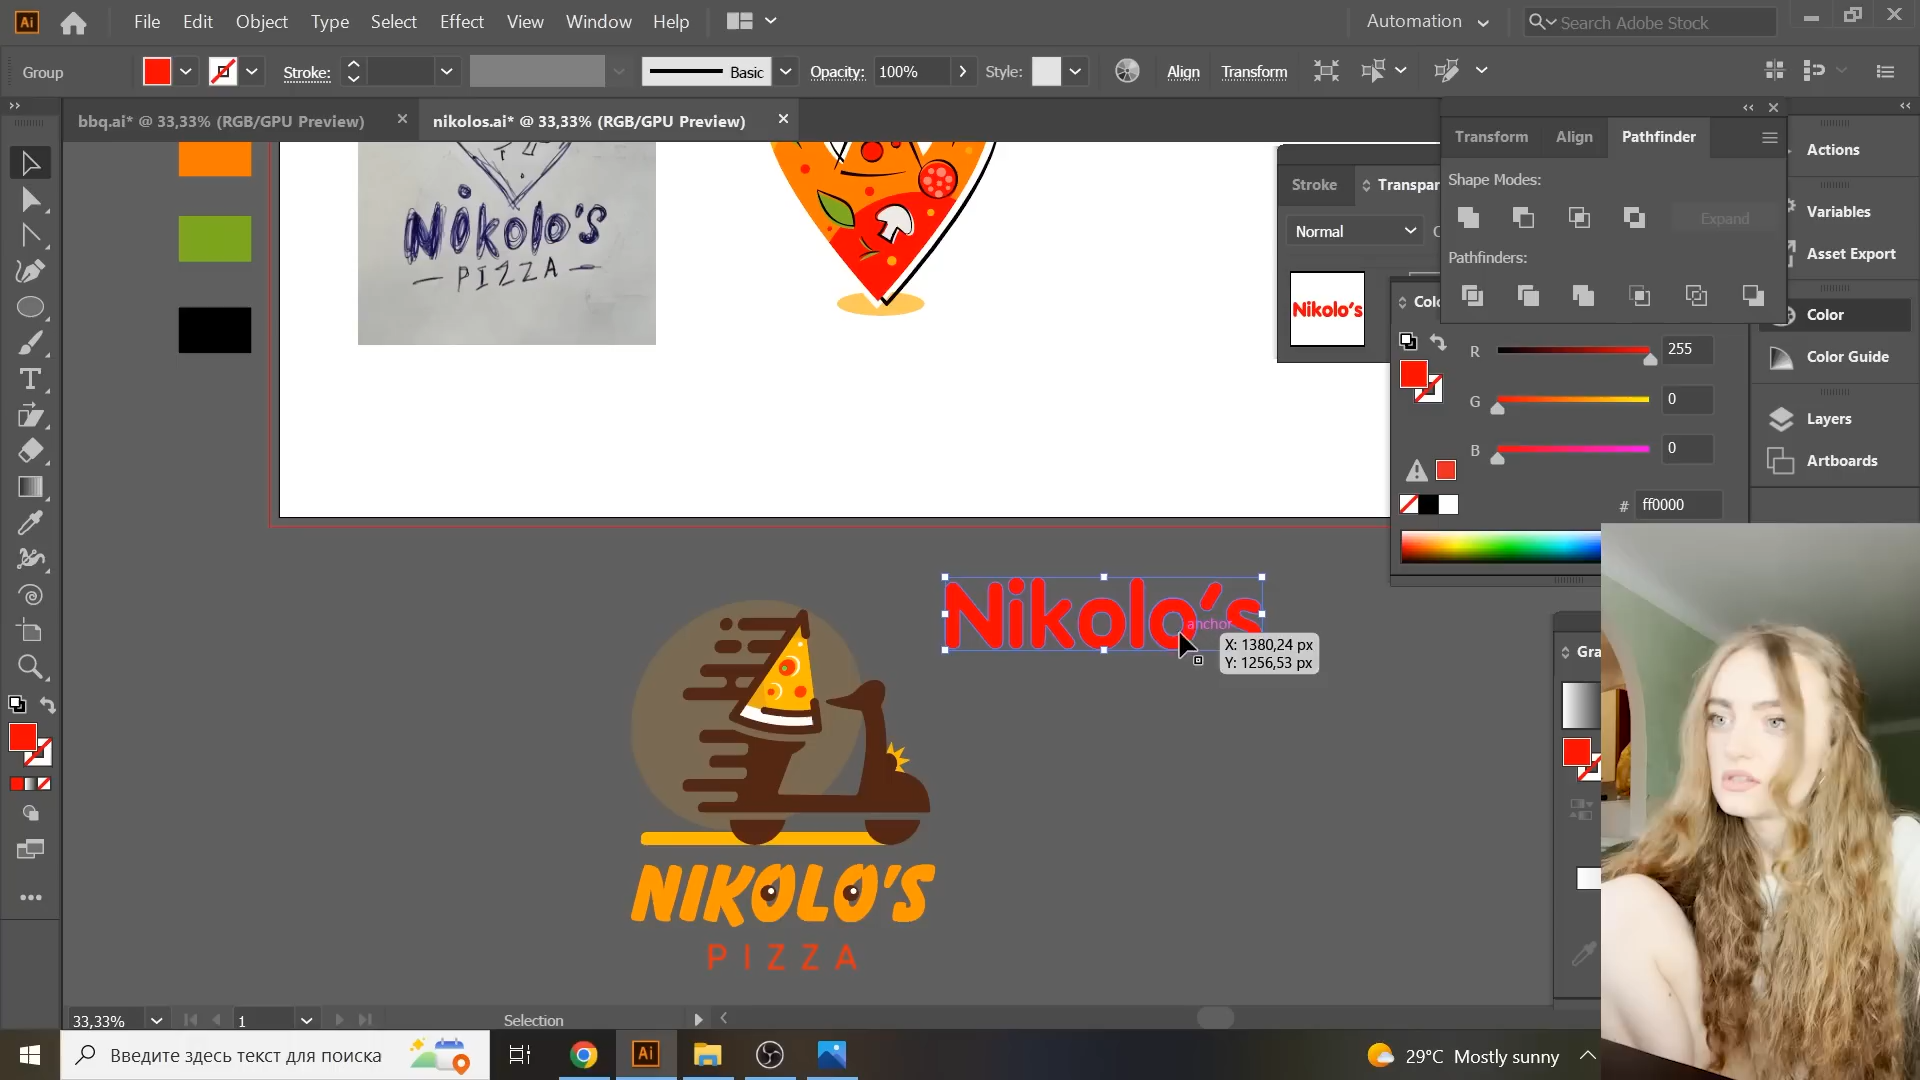 File Edit Object Type Select Effect View Window Help
Automation
Search Adobe Stock
Group
Stroke:
Basic
Opacity: 100%
Style:
Align
Transform
bbq.ai* @ 33,33% (RGB/GPU Preview)
nikolos.ai* @ 33,33% (RGB/GPU Preview)
Transform Align Pathfinder
Shape Modes:
Expand
Pathfinders:
Actions
Variables
Asset Export
Color
Color Guide
Layers
Artboards
Stroke
Normal
Nikolo's
R 255
G 0
B 0
# ff0000
Nikolo's
- PIZZA -
Nikolo's
anchor
X: 1380,24 px
Y: 1256,53 px
NIKOLO'S
PIZZA
33,33%
1
Selection
Введите здесь текст для поиска
Ai
29°C Mostly sunny